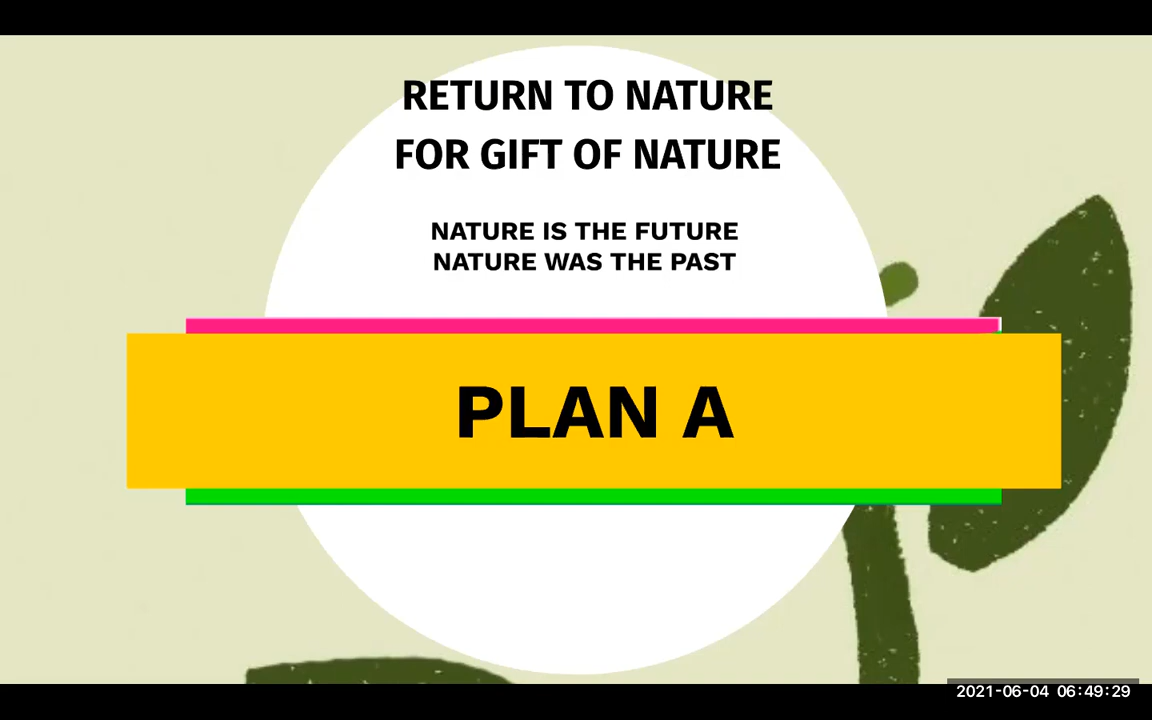 RETURN TO NATURE
FOR GIFT OF NATURE
NATURE IS THE FUTURE
NATURE WAS THE PAST
PLAN A
2021-06-04 06:49:29